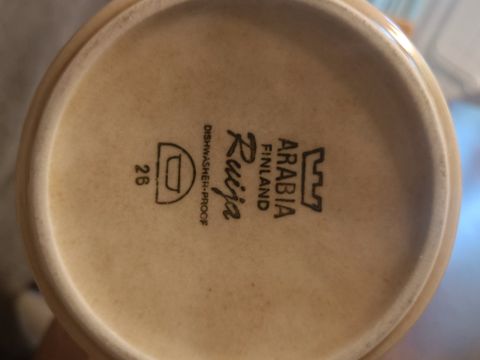 ARABIA
FINLAND
Ruija
DISHWASHER-PROOF
26